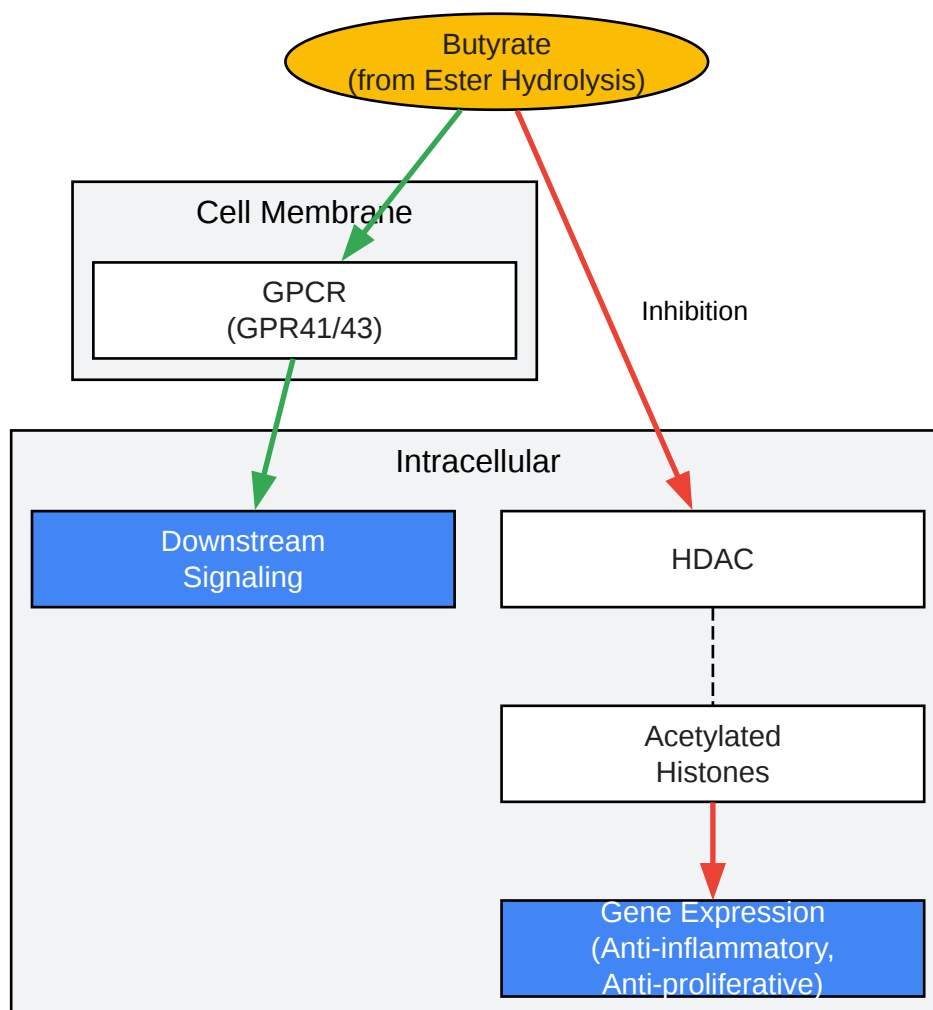 Butyrate
(from Ester Hydrolysis)
Cell Membrane
GPCR
(GPR41/43)
Inhibition
Intracellular
Downstream
Signaling
HDAC
Acetylated
Histones
Gene Expression
(Anti-inflammatory,
Anti-proliferative)